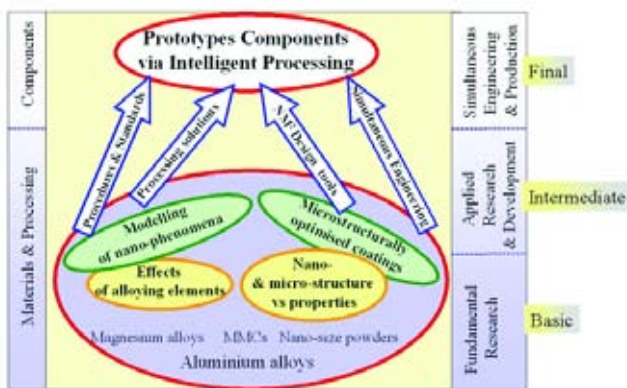 Components
Materials & Processing
Prototypes Components
via Intelligent Processing
Procedures & Standards
Processing solutions
Design tools
Simultaneous Engineering
Modelling
of nano-phenomena
Microstructurally
optimised coatings
Effects
of alloying elements
Nano-
& micro-structure
vs properties
Magnesium alloys MMCs Nano-size powders
Aluminium alloys
Simultaneous
Engineering
& Production
Applied
Research
& Development
Fundamental
Research
Final
Intermediate
Basic